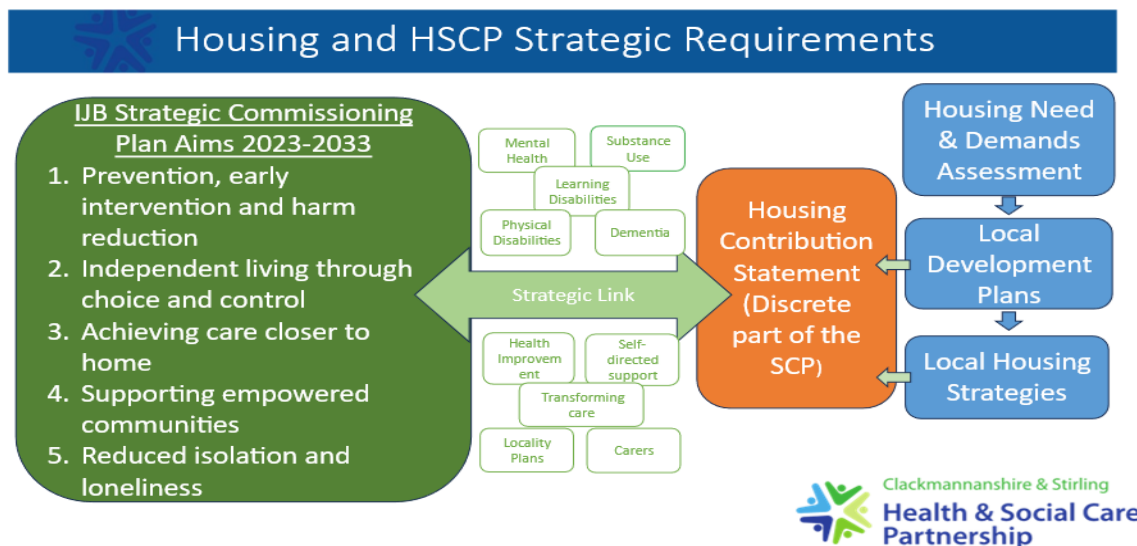 Housing and HSCP Strategic Requirements
IJB Strategic Commissioning
Plan Aims 2023-2033
1. Prevention, early
intervention and harm
reduction
2. Independent living through
choice and control
3. Achieving care closer to
home
4. Supporting empowered
communities
5. Reduced isolation and
loneliness
Mental
Health
Substance
Use
Learning
Disabilities
Physical
Disabilities
Dementia
Strategic Link
Health
Improvem
ent
Self-
directed
support
Transforming
care
Locality
Plans
Carers
Housing
Contribution
Statement
(Discrete
part of the
SCP)
Housing Need
& Demands
Assessment
Local
Development
Plans
Local Housing
Strategies
Clackmannanshire & Stirling
Health & Social Care
Partnership